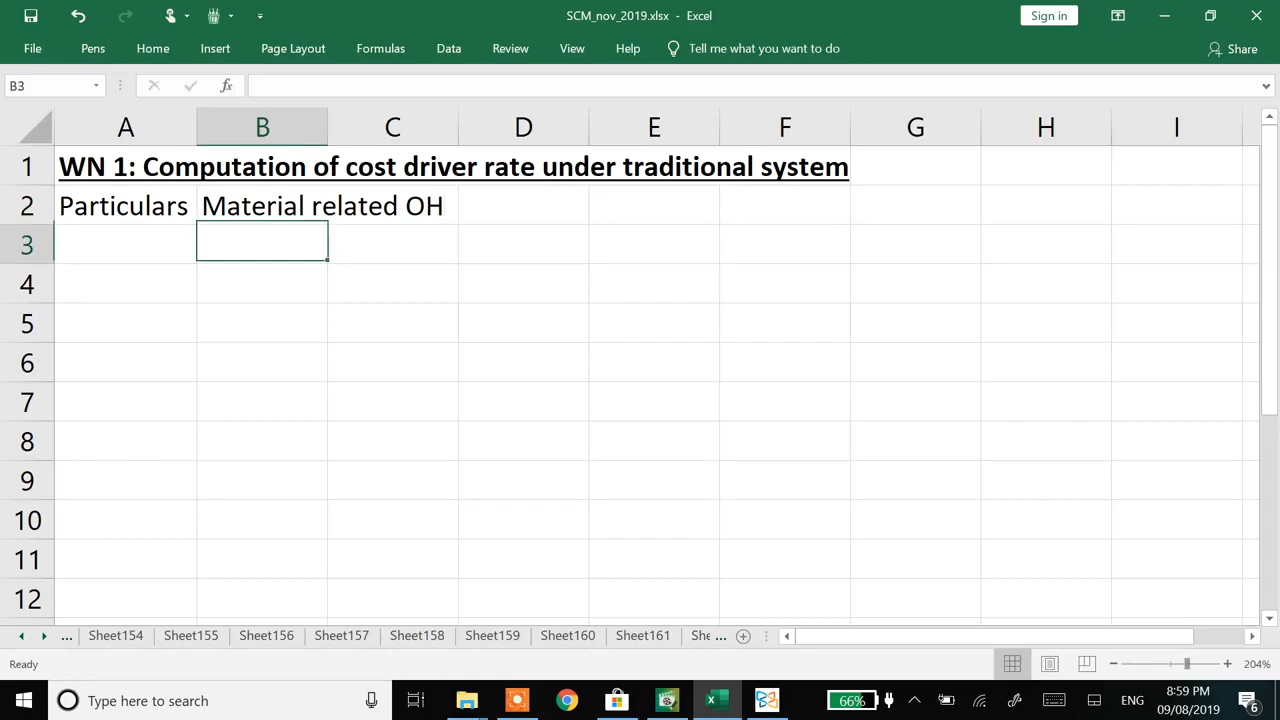 SCM_nov_2019.xlsx - Excel
Sign in
File Pens Home Insert Page Layout Formulas Data Review View Help Tell me what you want to do Share
B3 fx
A B C D E F G H I
1 WN 1: Computation of cost driver rate under traditional system
2 Particulars Material related OH
3
4
5
6
7
8
9
10
11
12
... Sheet154 Sheet155 Sheet156 Sheet157 Sheet158 Sheet159 Sheet160 Sheet161 She ...
Ready 204%
Type here to search 66% ENG 8:59 PM
09/08/2019 6